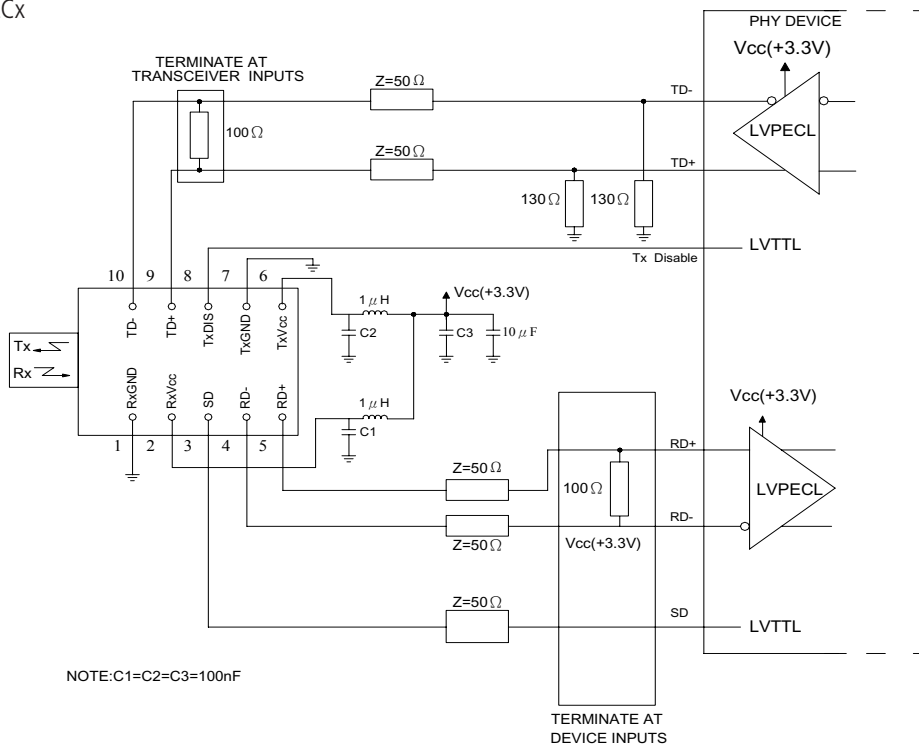 Cx
PHY DEVICE
Vcc(+3.3V)
TERMINATE AT
TRANSCEIVER INPUTS
Z=50Ω
TD-
LVPECL
100Ω
Z=50Ω
TD+
130Ω
130Ω
LVTTL
Tx Disable
10 9 8 7 6
TD-
TD+
TxDIS
TxGND
TxVcc
1μH
Vcc(+3.3V)
C2
C3
10μF
Tx
Rx
RxGND
RxVcc
SD
RD-
RD+
1μH
C1
1 2 3 4 5
Vcc(+3.3V)
RD+
Z=50Ω
100Ω
LVPECL
RD-
Z=50Ω
Vcc(+3.3V)
Z=50Ω
SD
LVTTL
NOTE:C1=C2=C3=100nF
TERMINATE AT
DEVICE INPUTS